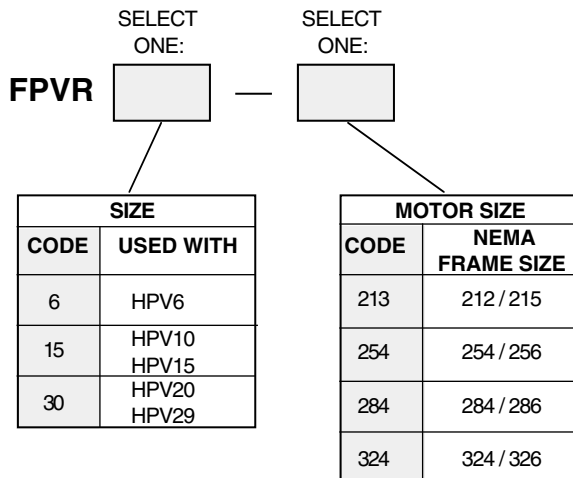 SELECT ONE:
SELECT ONE:
FPVR — 
SIZE
CODE USED WITH
6 HPV6
15 HPV10
HPV15
30 HPV20
HPV29
MOTOR SIZE
CODE NEMA FRAME SIZE
213 212 / 215
254 254 / 256
284 284 / 286
324 324 / 326